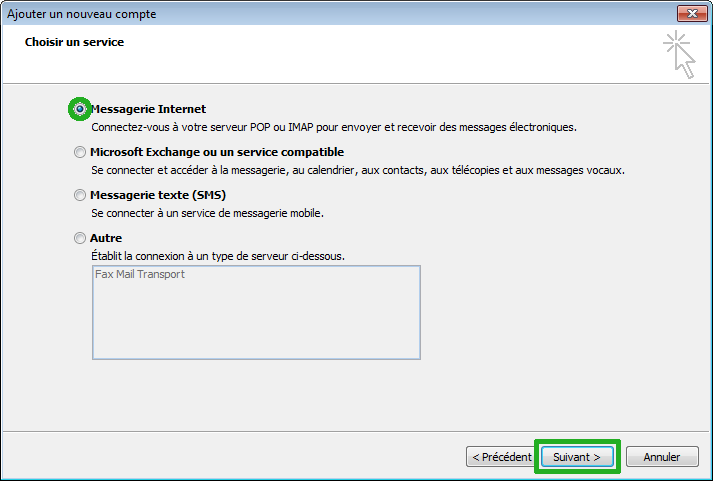 Ajouter un nouveau compte
Choisir un service
Messagerie Internet
Connectez-vous à votre serveur POP ou IMAP pour envoyer et recevoir des messages électroniques.
Microsoft Exchange ou un service compatible
Se connecter et accéder à la messagerie, au calendrier, aux contacts, aux télécopies et aux messages vocaux.
Messagerie texte (SMS)
Se connecter à un service de messagerie mobile.
Autre
Établit la connexion à un type de serveur ci-dessous.
Fax Mail Transport
< Précédent Suivant > Annuler